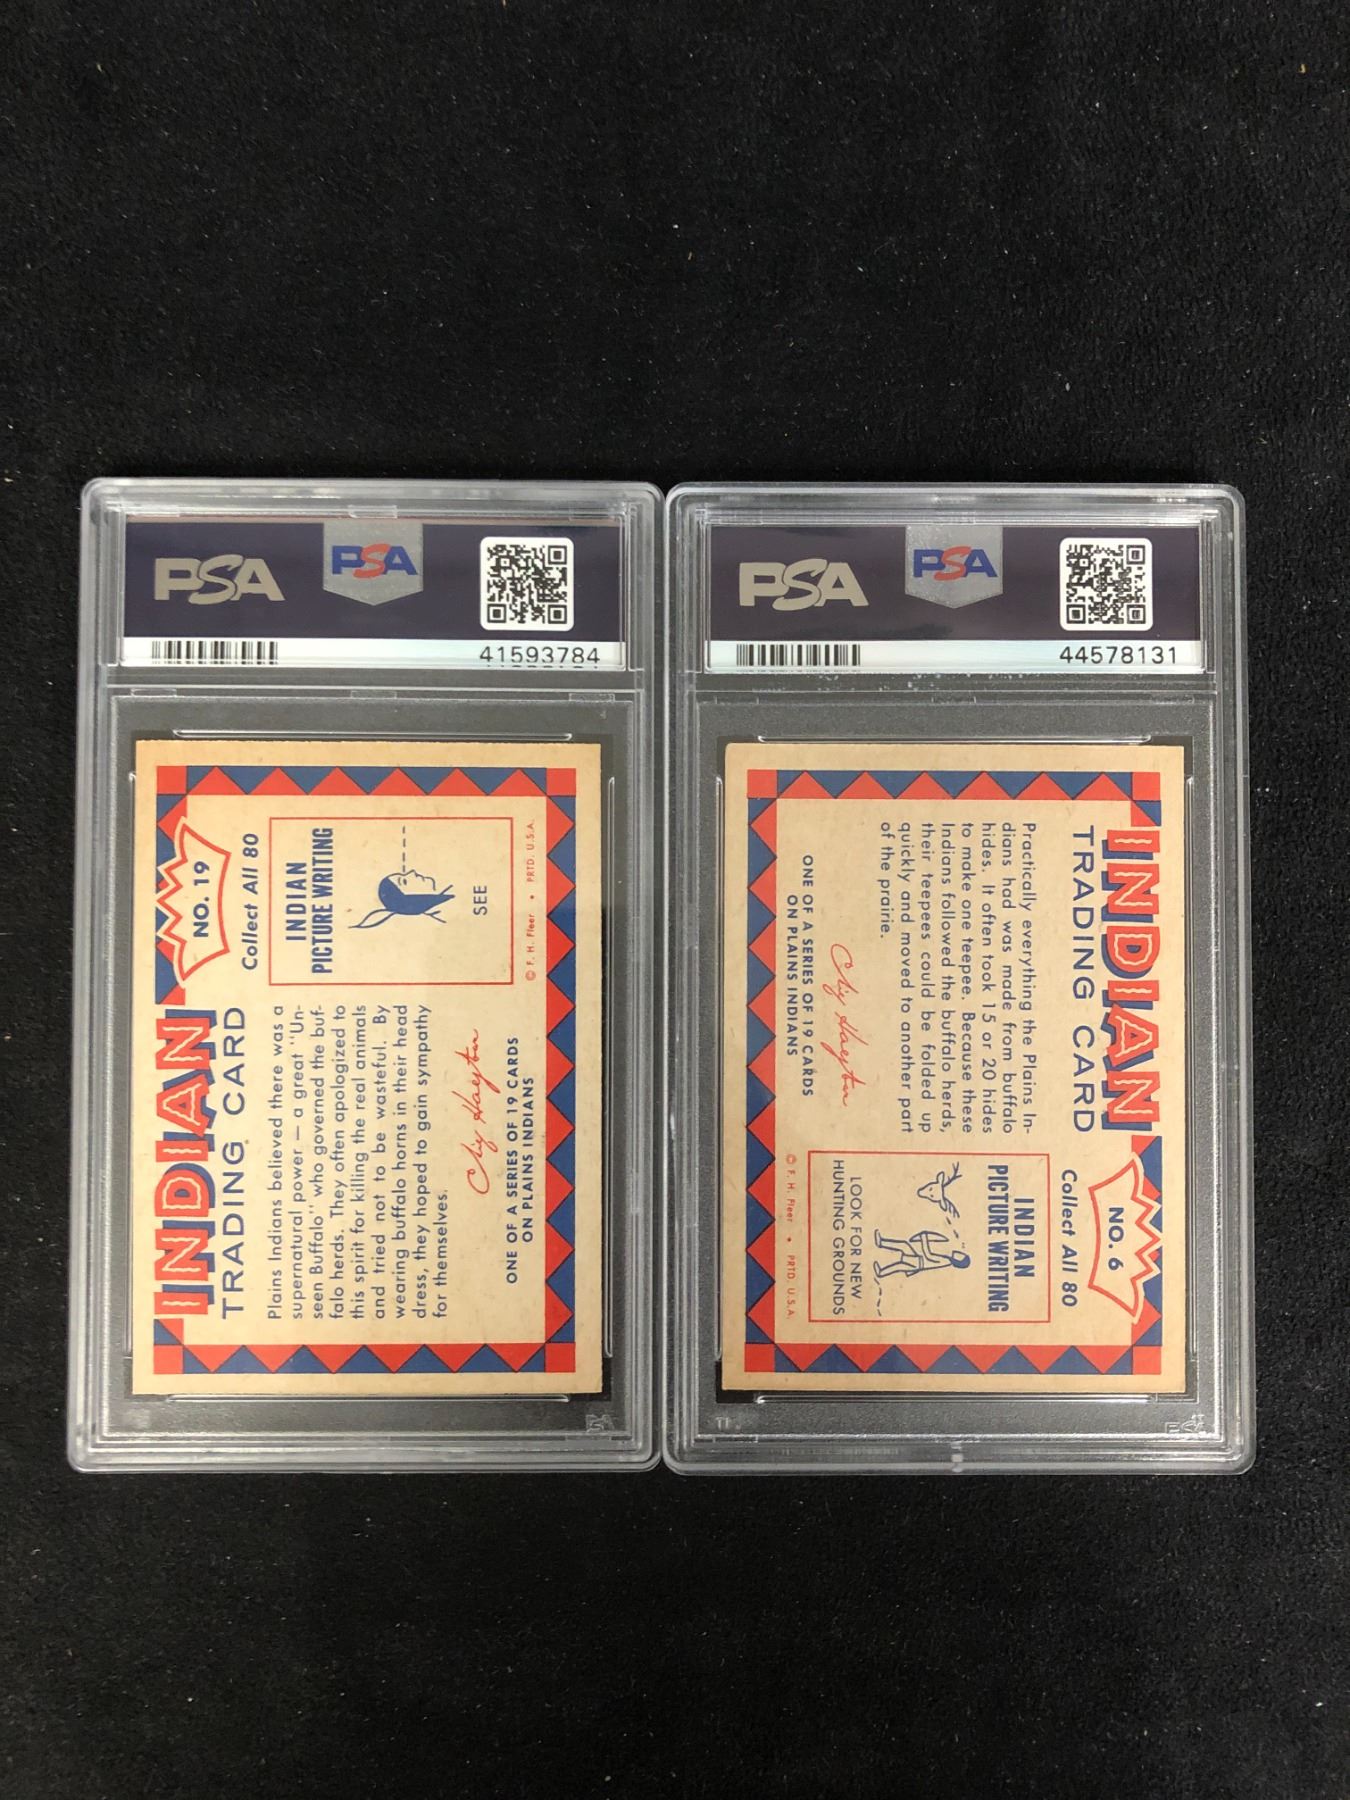 PSA
PSA
41593784
INDIAN
TRADING CARD
NO. 19
Collect All 80
Plains Indians believed there was a
supernatural power — a great "Un-
seen Buffalo" who governed the buf-
falo herds. They often apologized to
this spirit for killing the real animals
and tried not to be wasteful. By
wearing buffalo horns in their head
dress, they hoped to gain sympathy
for themselves.
INDIAN
PICTURE WRITING
SEE
ONE OF A SERIES OF 19 CARDS
ON PLAINS INDIANS
© F. H. Fleer • PRTD. U.S.A.
PSA
PSA
44578131
INDIAN
TRADING CARD
NO. 6
Collect All 80
Practically everything the Plains In-
dians had was made from buffalo
hides. It often took 15 or 20 hides
to make one teepee. Because these
Indians followed the buffalo herds,
their teepees could be folded up
quickly and moved to another part
of the prairie.
INDIAN
PICTURE WRITING
LOOK FOR NEW
HUNTING GROUNDS
ONE OF A SERIES OF 19 CARDS
ON PLAINS INDIANS
© F. H. Fleer • PRTD. U.S.A.